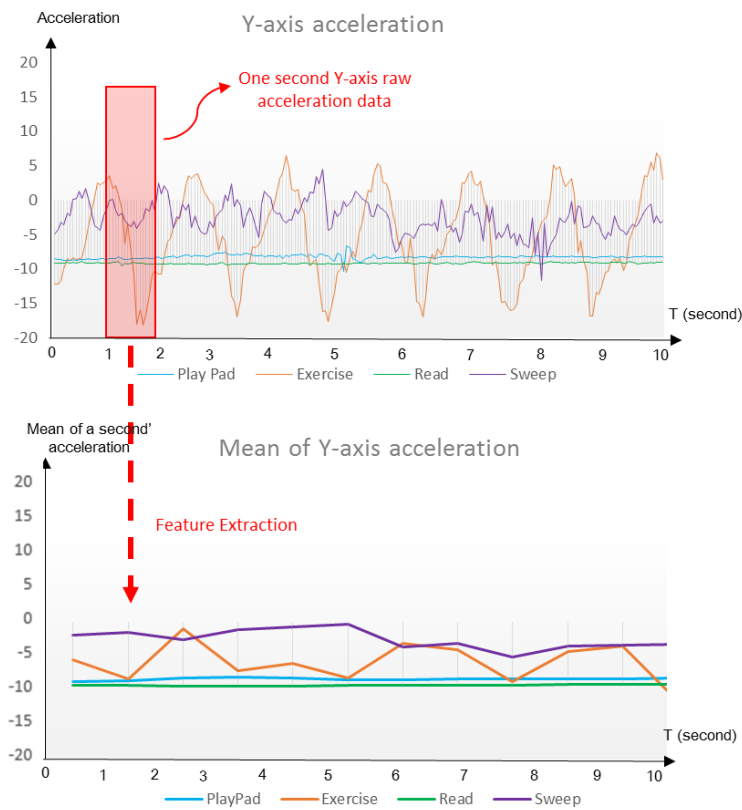 Acceleration
Y-axis acceleration
20
15
10
5
0
-5
-10
-15
-20
One second Y-axis raw
acceleration data
T (second)
0 1 2 3 4 5 6 7 8 9 10
Play Pad Exercise Read Sweep
Mean of a second'
acceleration
Mean of Y-axis acceleration
20
15
10
5
0
-5
-10
-15
-20
Feature Extraction
T (second)
0 1 2 3 4 5 6 7 8 9 10
PlayPad Exercise Read Sweep